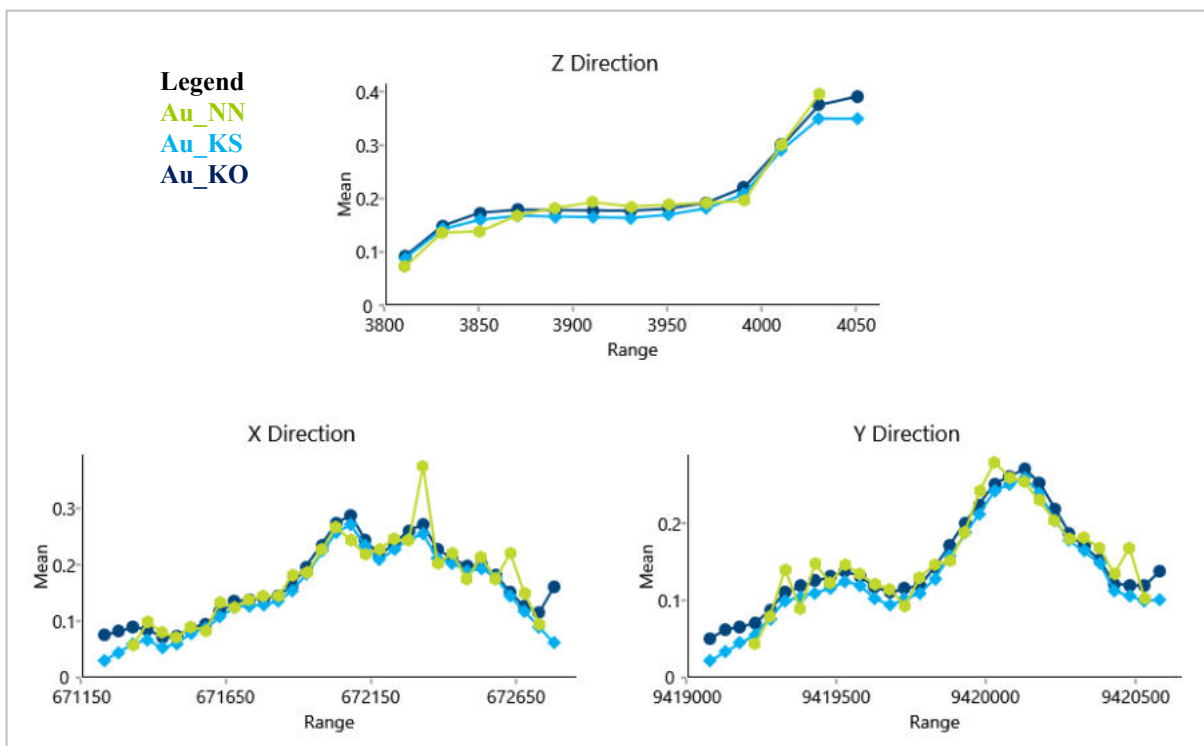 Z Direction
Legend
Au_NN
Au_KS
Au_KO
0.4
0.3
0.2
0.1
0
Mean
3800 3850 3900 3950 4000 4050
Range
X Direction
0.3
0.2
0.1
0
Mean
671150 671650 672150 672650
Range
Y Direction
0.2
0.1
0
Mean
9419000 9419500 9420000 9420500
Range